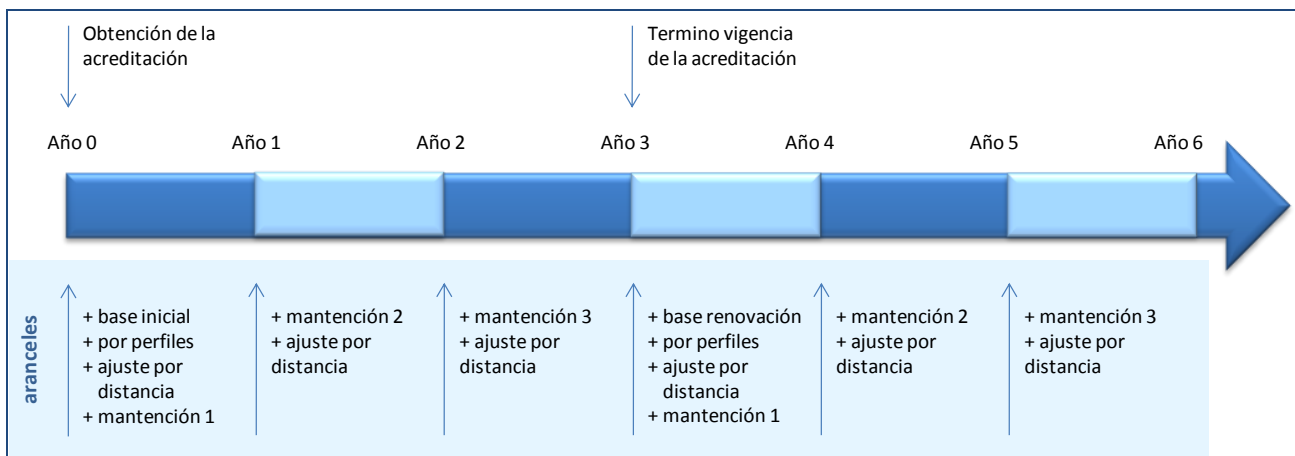 Obtención de la
acreditación
Termino vigencia
de la acreditación
Año 0
Año 1
Año 2
Año 3
Año 4
Año 5
Año 6
aranceles
+ base inicial
+ por perfiles
+ ajuste por
distancia
+ mantención 1
+ mantención 2
+ ajuste por
distancia
+ mantención 3
+ ajuste por
distancia
+ base renovación
+ por perfiles
+ ajuste por
distancia
+ mantención 1
+ mantención 2
+ ajuste por
distancia
+ mantención 3
+ ajuste por
distancia